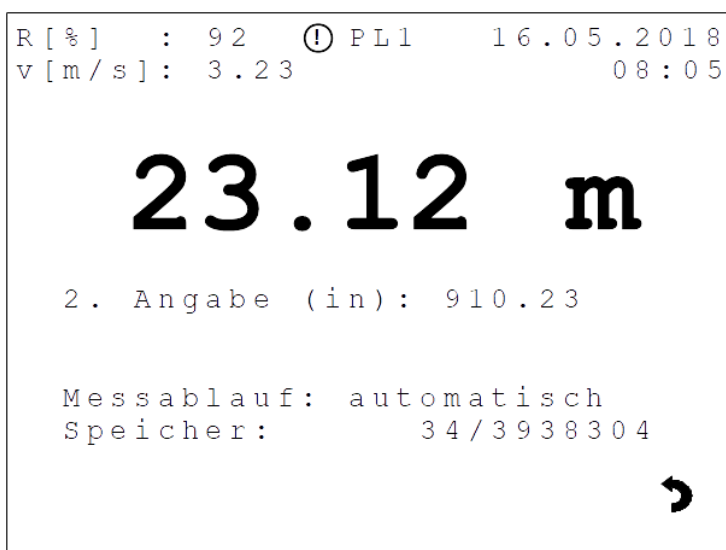 R[%] : 92 ! PL1 16.05.2018
v[m/s]: 3.23 08:05
23.12 m
2. Angabe (in): 910.23
Messablauf: automatisch
Speicher: 34/3938304